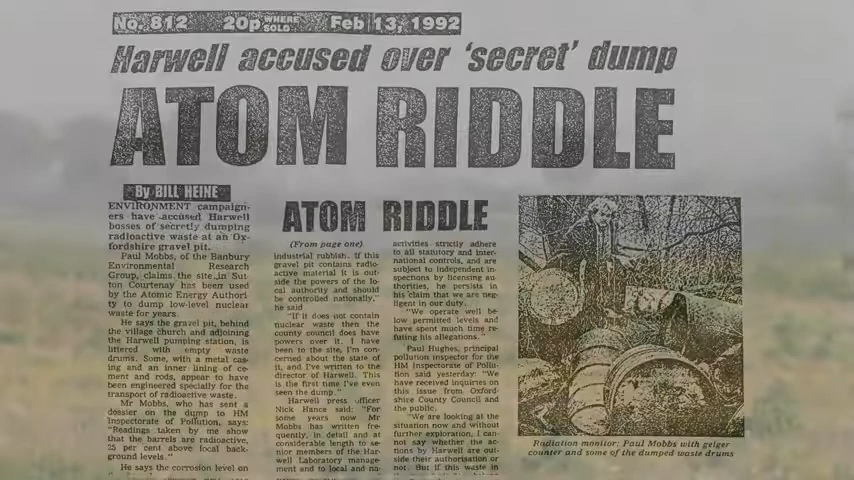 No. 812 20p WHERE SOLD Feb 13, 1992
Harwell accused over 'secret' dump
ATOM RIDDLE
By BILL HEINE
ENVIRONMENT campaign-
ers have accused Harwell
bosses of secretly dumping
radioactive waste at an Ox-
fordshire gravel pit.
Paul Mobbs, of the Banbury
Environmental Research
Group, claims the site in Sut-
ton Courtenay has been used
by the Atomic Energy Authori-
ty to dump low-level nuclear
waste for years.
He says the gravel pit, behind
the village church and adjoining
the Harwell pumping station, is
littered with empty waste
drums. Some, with a metal cas-
ing and an inner lining of ce-
ment and rods, appear to have
been engineered specially for the
transport of radioactive waste.
Mr Mobbs, who has sent a
dossier on the dump to HM
Inspectorate of Pollution, says:
"Readings taken by me show
that the barrels are radioactive,
25 per cent above local back-
ground levels."
He says the corrosion level on
ATOM RIDDLE
(From page one)
industrial rubbish. If this
gravel pit contains radio-
active material it is out-
side the powers of the lo-
cal authority and should
be controlled nationally,"
he said
"If it does not contain
nuclear waste then the
county council does have
powers over it. I have
been to the site, I'm con-
cerned about the state of
it, and I've written to the
director of Harwell. This
is the first time I've even
seen the dump."
Harwell press officer
Nick Hance said: "For
some years now Mr
Mobbs has written fre-
quently, in detail and at
considerable length to se-
nior members of the Har-
well Laboratory manage-
ment and to local and na-
activities strictly adhere
to all statutory and inter-
national controls, and are
subject to independent in-
spections by licensing au-
thorities, he persists in
his claim that we are neg-
ligent in our duty.
"We operate well be-
low permitted levels and
have spent much time re-
futing his allegations."
Paul Hughes, principal
pollution inspector for the
HM Inspectorate of Pollu-
tion said yesterday: "We
have received inquiries on
this issue from Oxford-
shire County Council and
the public.
"We are looking at the
situation now and without
further exploration, I can-
not say whether the ac-
tions by Harwell are out-
side their authorisation or
not. But if this waste in
Radiation monitor: Paul Mobbs with geiger
counter and some of the dumped waste drums